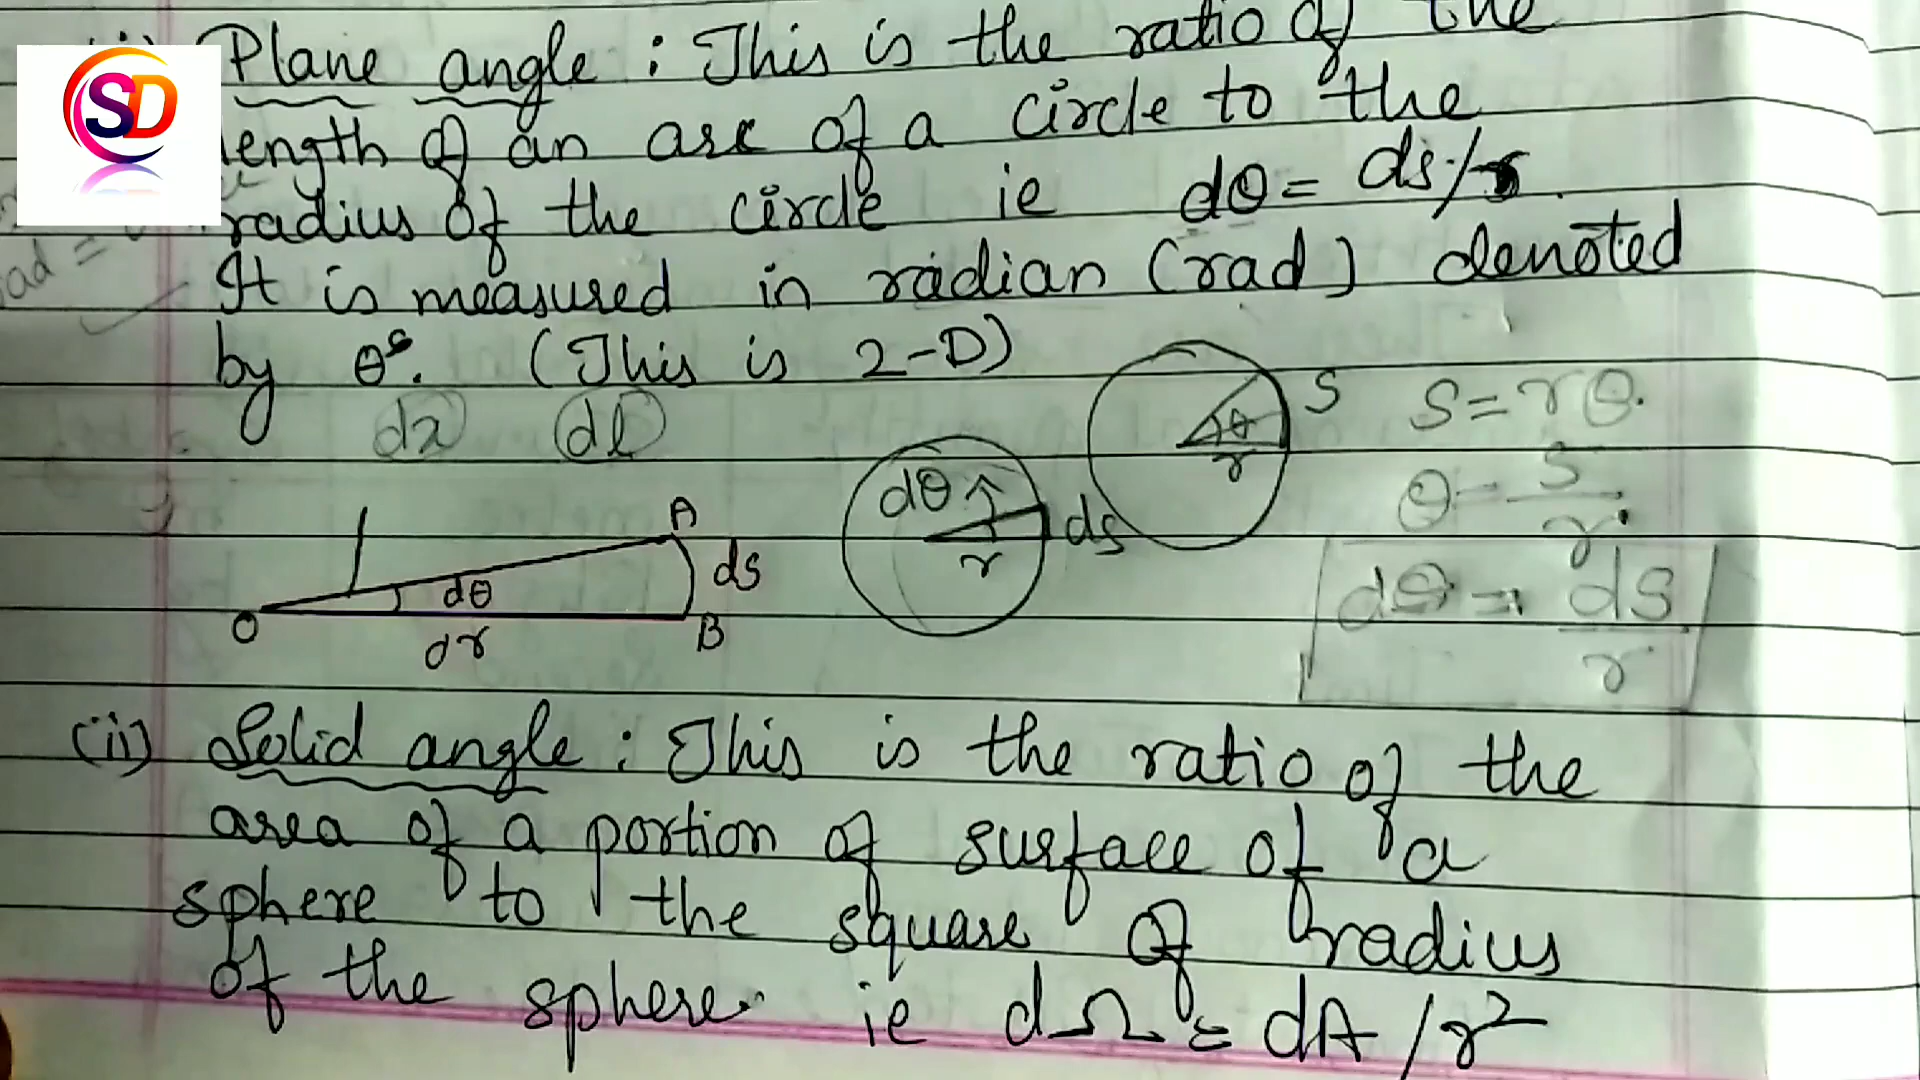 SD
Plane angle : This is the ratio of the
length of an arc of a circle to the
radius of the circle ie dθ = ds/r
ad =
It is measured in radian (rad) denoted
by θᶜ. (This is 2-D)
dx dl
S
θ
r
S = rθ.
θ = S/r
dθ = dS/r
dθ
r
ds
A
ds
dθ
O
dr
B
(ii) Solid angle : This is the ratio of the
area of a portion of surface of a
sphere to the square of radius
of the sphere. ie dΩ = dA/r²